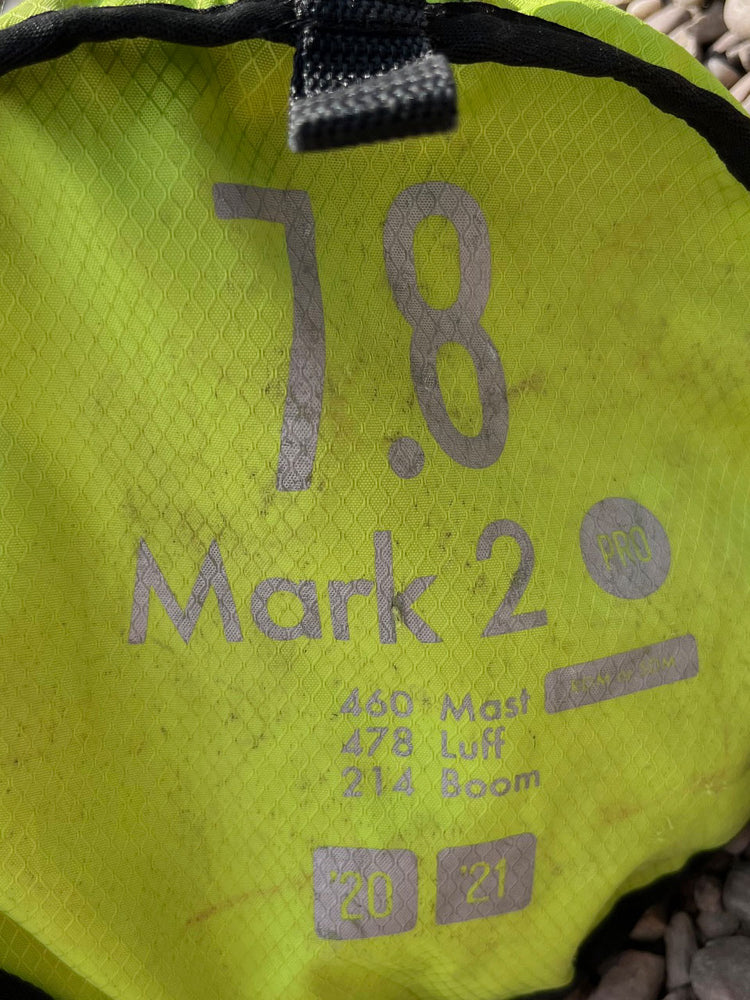 7.8
Mark 2 PRO
460 Mast
478 Luff
214 Boom
'20 '21